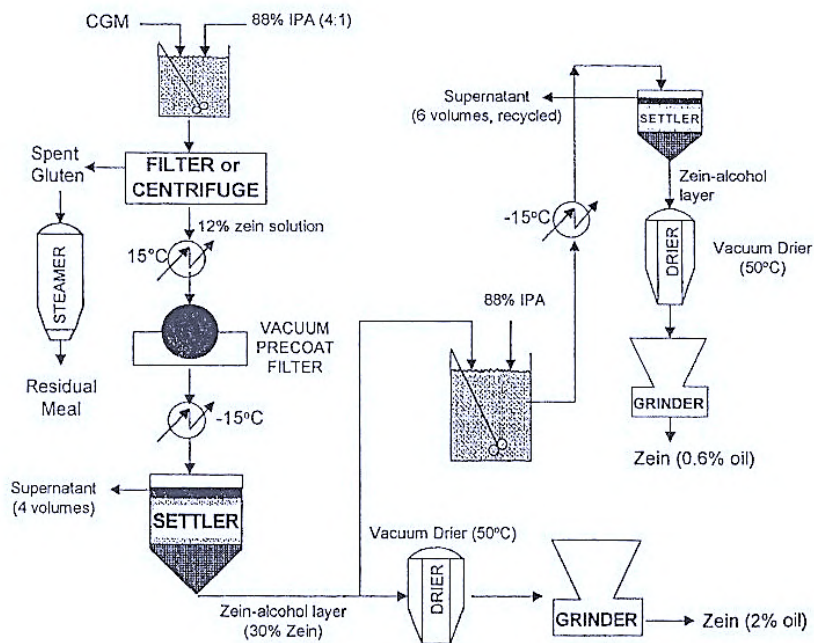 CGM
88% IPA (4:1)
Spent
Gluten
FILTER or
CENTRIFUGE
12% zein solution
15°C
STEAMER
VACUUM
PRECOAT
FILTER
Residual
Meal
-15°C
Supernatant
(4 volumes)
SETTLER
Zein-alcohol layer
(30% Zein)
88% IPA
-15°C
Supernatant
(6 volumes, recycled)
SETTLER
Zein-alcohol
layer
DRIER
Vacuum Drier
(50°C)
GRINDER
Zein (0.6% oil)
Vacuum Drier (50°C)
DRIER
GRINDER
Zein (2% oil)